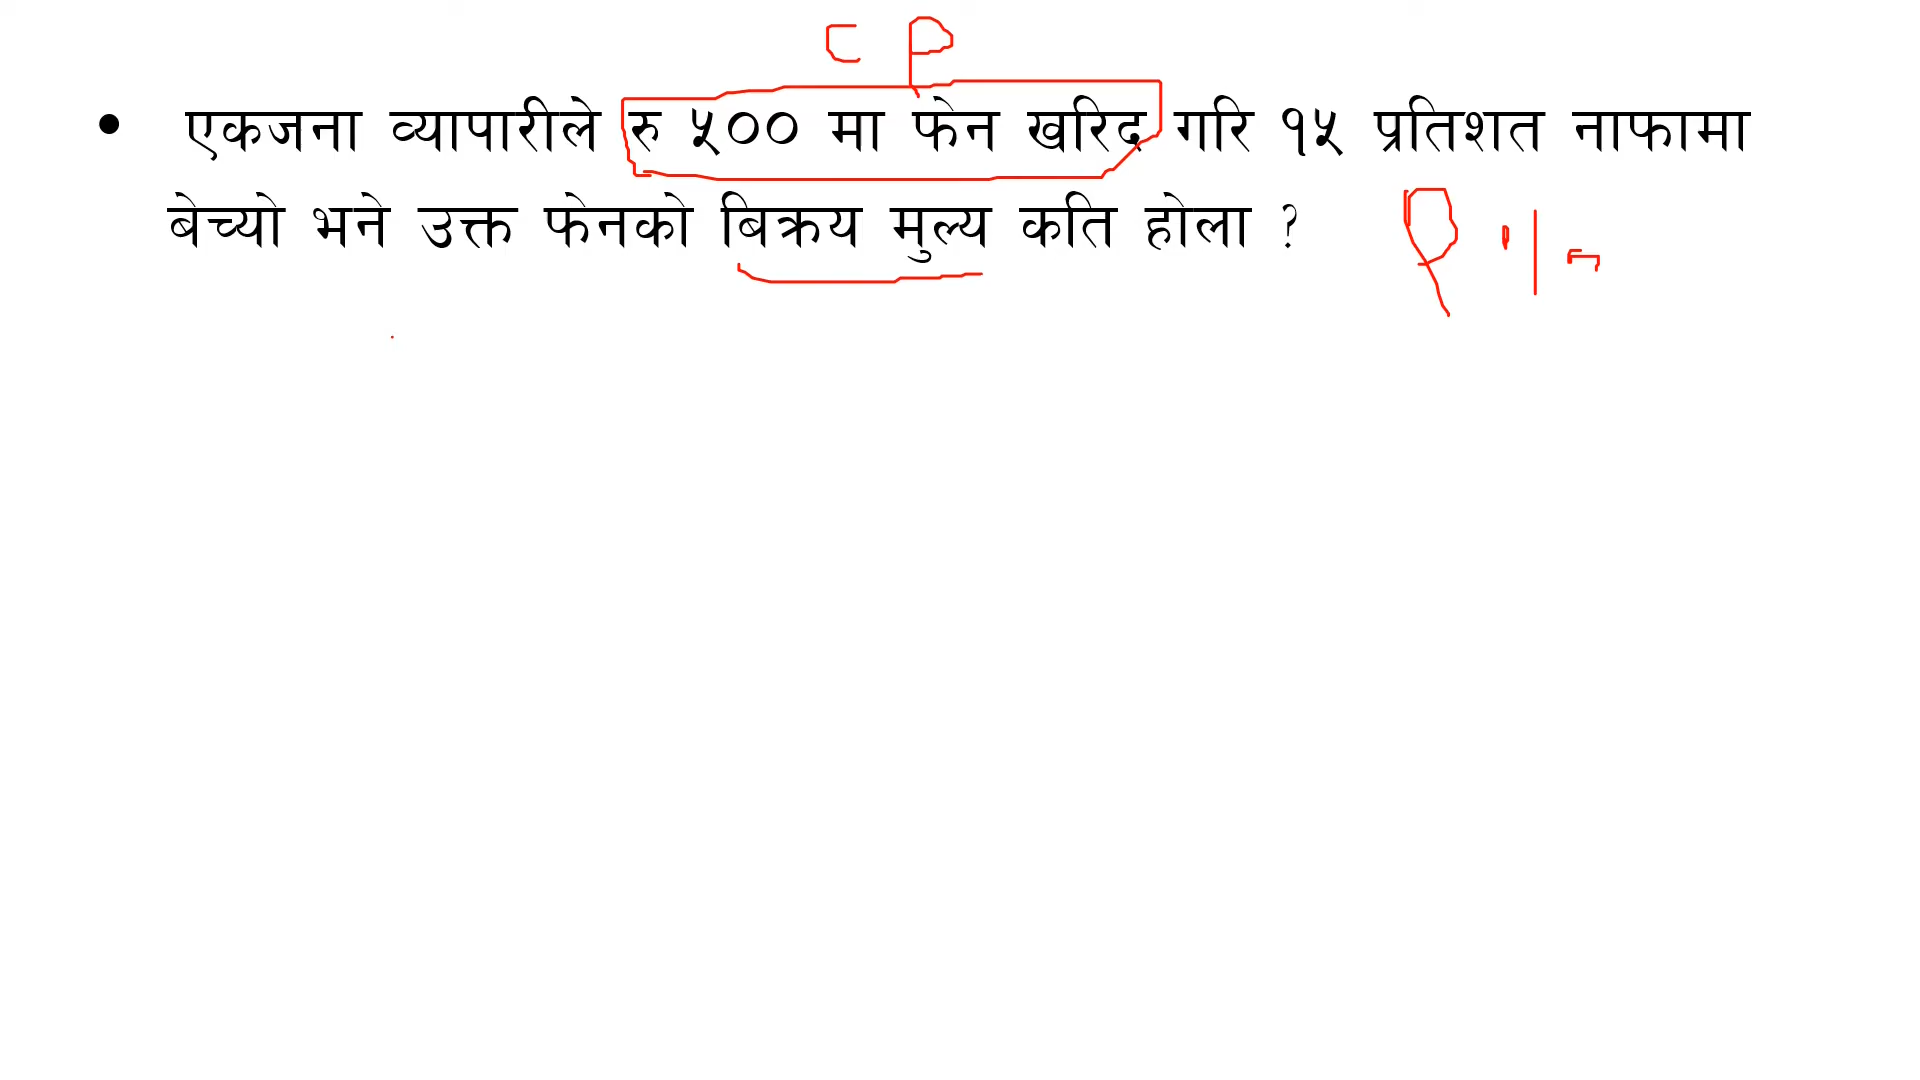 C P
• एकजना व्यापारीले रु ५०० मा फेन खरिद गरि १५ प्रतिशत नाफामा
बेच्यो भने उक्त फेनको बिक्रय मुल्य कति होला ?